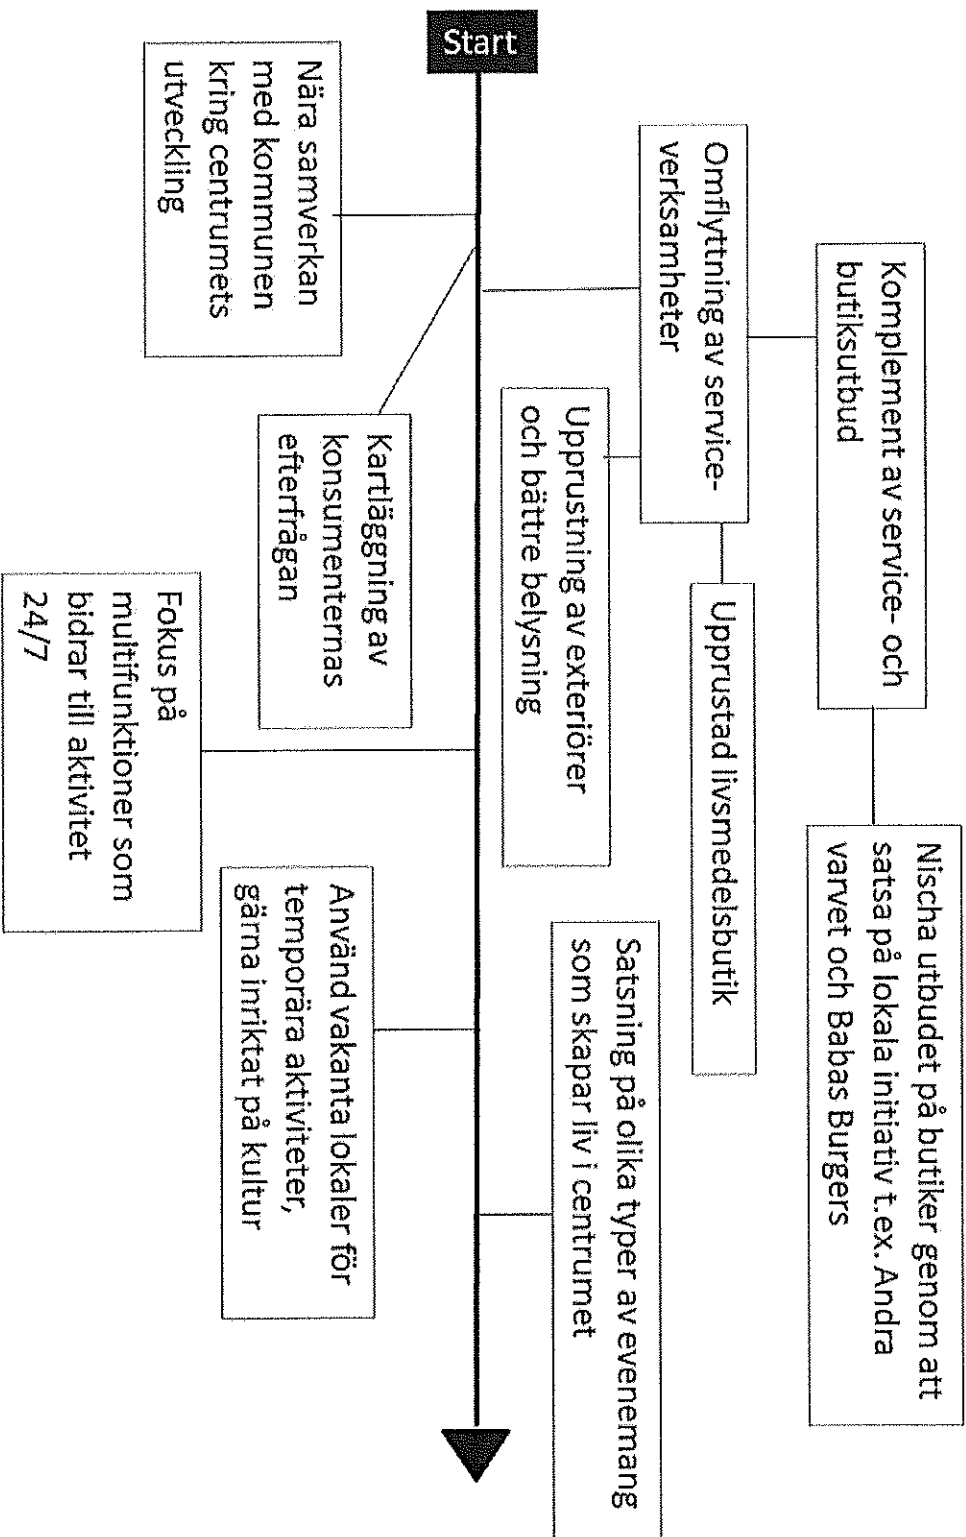 Start
Komplement av service- och
butiksutbud
Nischa utbudet på butiker genom att
satsa på lokala initiativ t.ex. Andra
varvet och Babas Burgers
Omflyttning av service-
verksamheter
Upprustad livsmedelsbutik
Upprustning av exteriörer
och bättre belysning
Satsning på olika typer av evenemang
som skapar liv i centrumet
Nära samverkan
med kommunen
kring centrumets
utveckling
Kartläggning av
konsumenternas
efterfrågan
Använd vakanta lokaler för
temporära aktiviteter,
gärna inriktat på kultur
Fokus på
multifunktioner som
bidrar till aktivitet
24/7